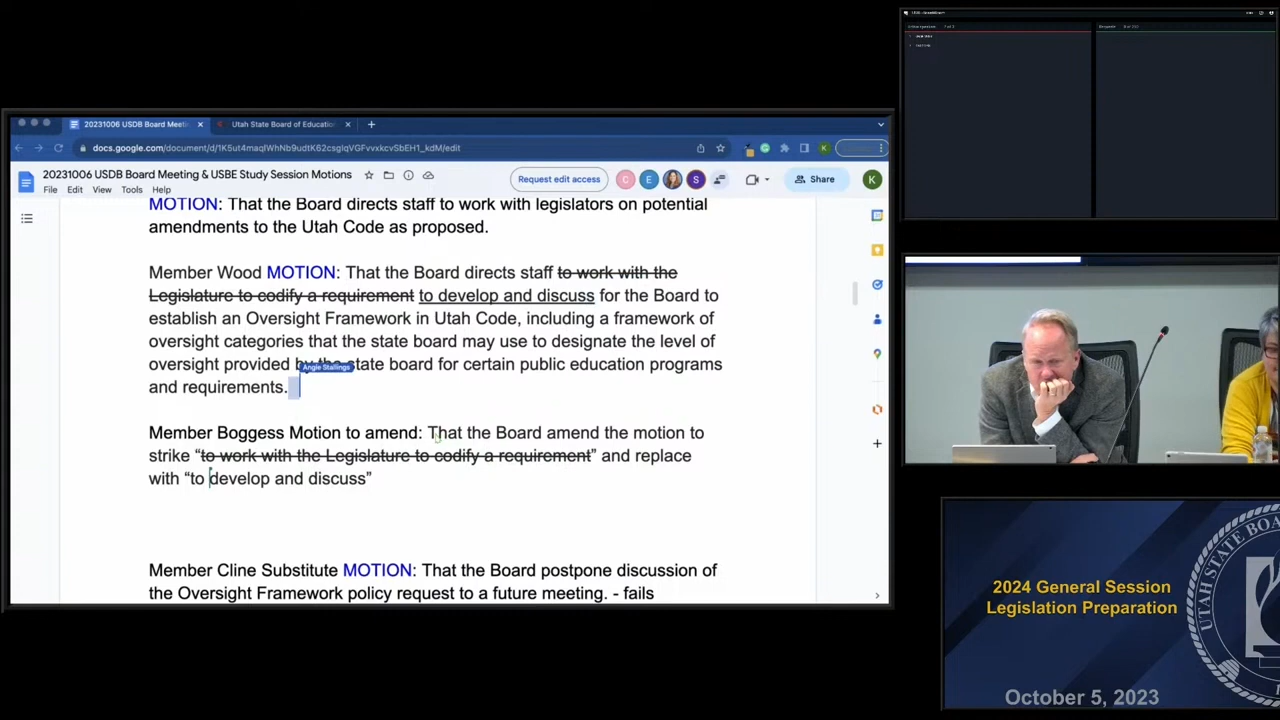 20231006 USDB Board Meeti
Utah State Board of Education
docs.google.com/document/d/1K5ut4maqIWhNb9udtK62csgIqVGFvvxkcvSbEH1_kdM/edit
20231006 USDB Board Meeting & USBE Study Session Motions
File Edit View Tools Help
Request edit access
C E S
Share
K
MOTION: That the Board directs staff to work with legislators on potential
amendments to the Utah Code as proposed.
Member Wood MOTION: That the Board directs staff to work with the
Legislature to codify a requirement to develop and discuss for the Board to
establish an Oversight Framework in Utah Code, including a framework of
oversight categories that the state board may use to designate the level of
oversight provided by the state board for certain public education programs
Angie Stallings
and requirements.
Member Boggess Motion to amend: That the Board amend the motion to
strike “to work with the Legislature to codify a requirement” and replace
with “to develop and discuss”
Member Cline Substitute MOTION: That the Board postpone discussion of
the Oversight Framework policy request to a future meeting. - fails
2024 General Session
Legislation Preparation
October 5, 2023
UTAH STATE BOA